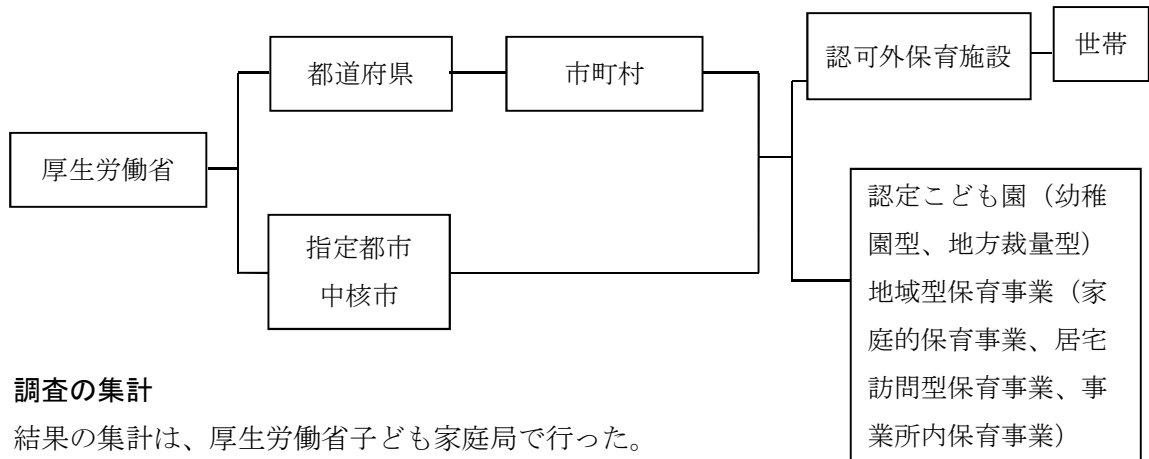 厚生労働省
都道府県
市町村
指定都市
中核市
認可外保育施設
世帯
認定こども園（幼稚
園型、地方裁量型）
地域型保育事業（家
庭的保育事業、居宅
訪問型保育事業、事
業所内保育事業）
調査の集計
結果の集計は、厚生労働省子ども家庭局で行った。